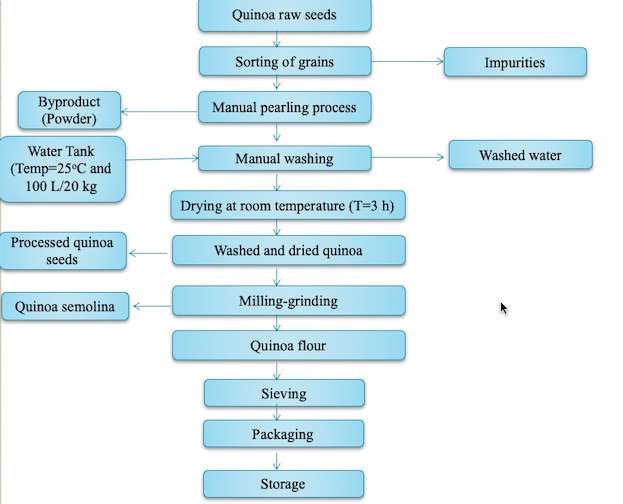 Quinoa raw seeds
Sorting of grains
Impurities
Byproduct
(Powder)
Manual pearling process
Water Tank
(Temp=25°C and
100 L/20 kg
Manual washing
Washed water
Drying at room temperature (T=3 h)
Processed quinoa
seeds
Washed and dried quinoa
Quinoa semolina
Milling-grinding
Quinoa flour
Sieving
Packaging
Storage